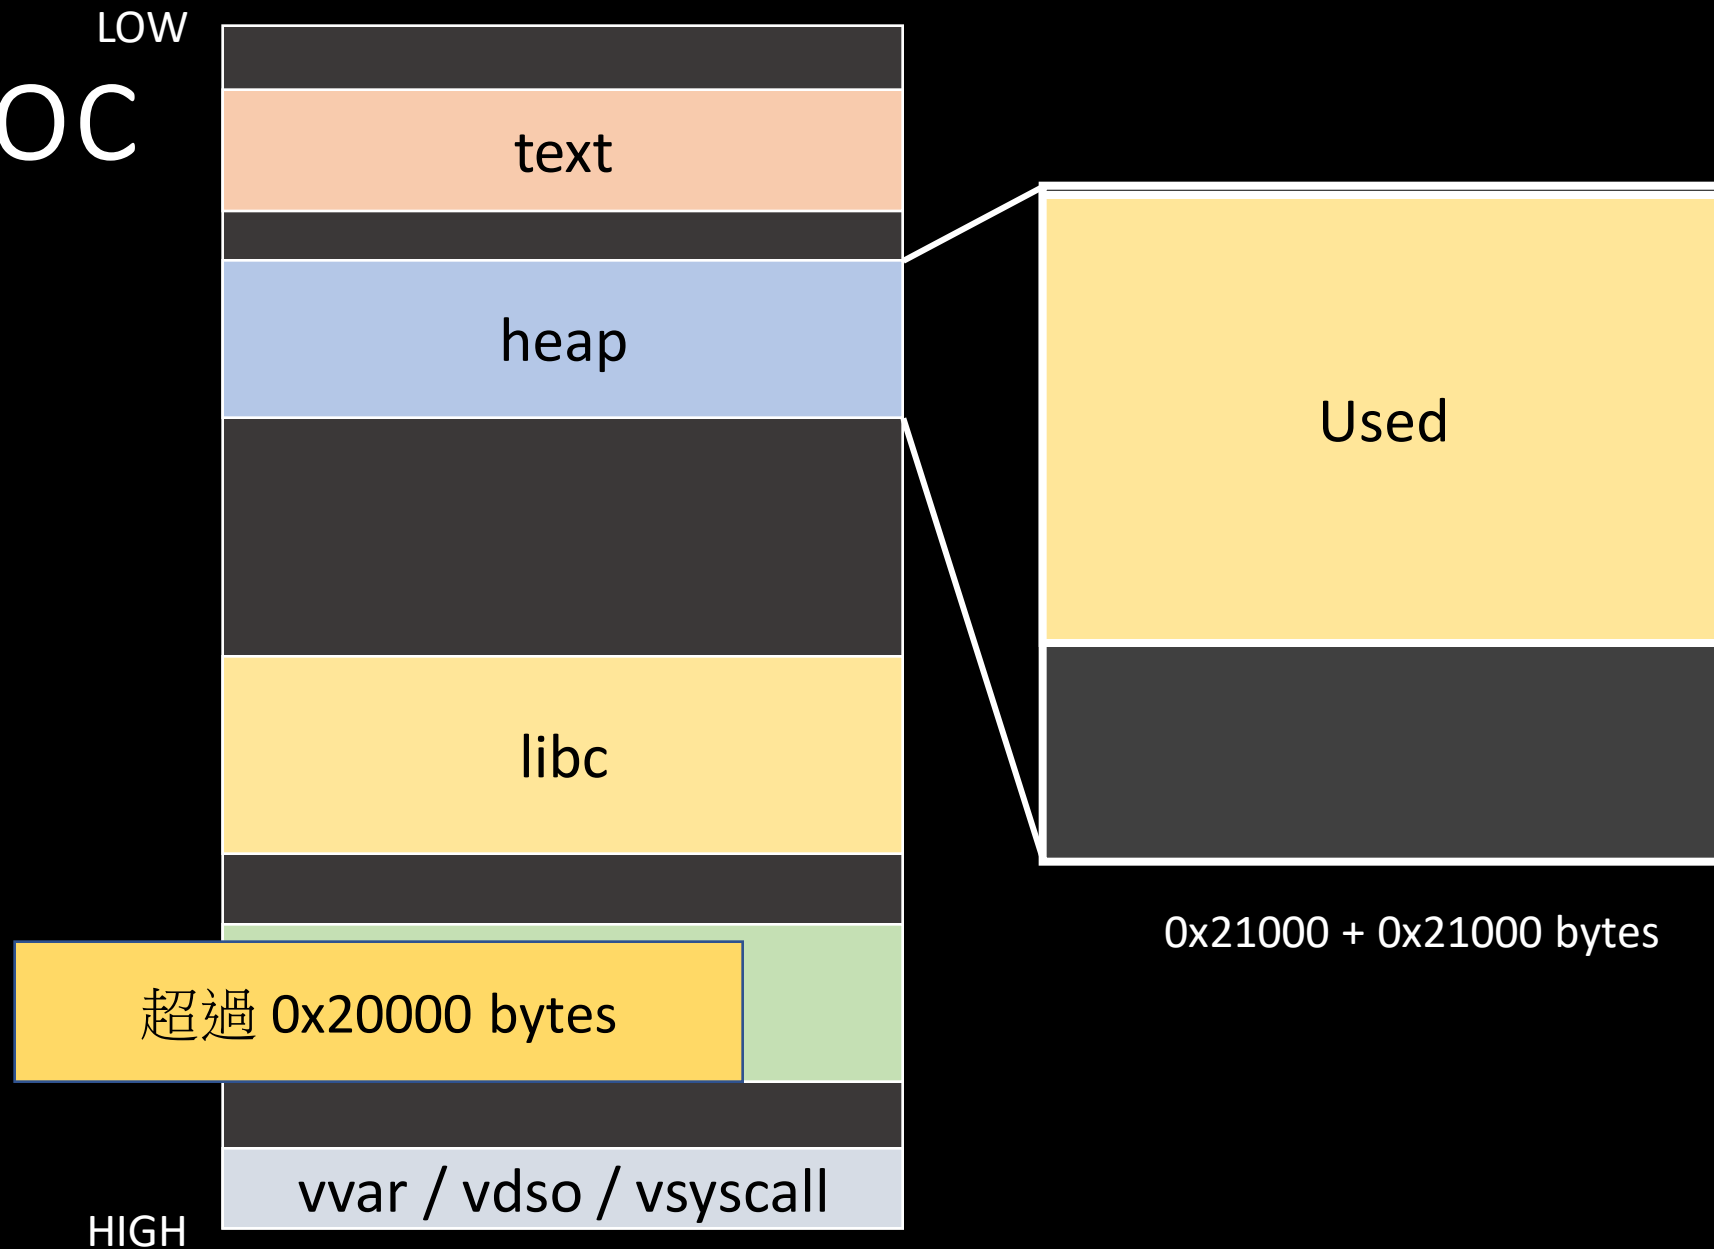 LOW
OC
text
heap
Used
libc
0x21000 + 0x21000 bytes
超過 0x20000 bytes
vvar / vdso / vsyscall
HIGH